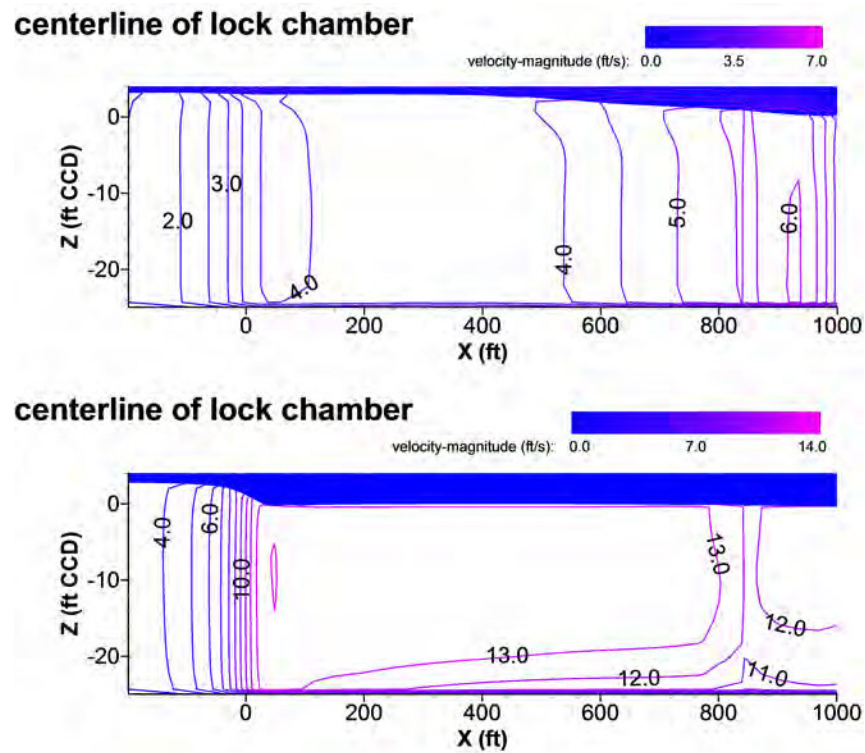 centerline of lock chamber
velocity-magnitude (ft/s): 0.0 3.5 7.0
Z (ft CCD)
0
-10
-20
2.0 3.0 4.0 4.0 5.0 6.0
0 200 400 600 800 1000
X (ft)
centerline of lock chamber
velocity-magnitude (ft/s): 0.0 7.0 14.0
Z (ft CCD)
0
-10
-20
4.0 6.0 10.0 13.0 13.0 12.0 12.0 11.0
0 200 400 600 800 1000
X (ft)